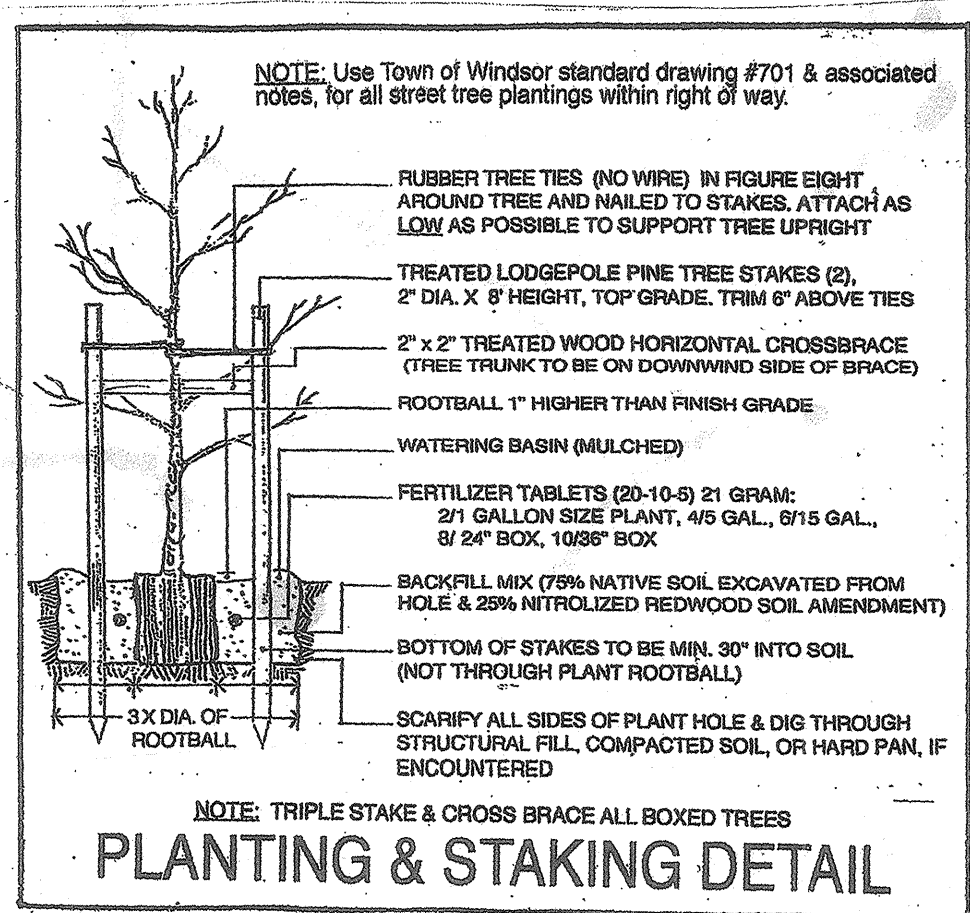 NOTE: Use Town of Windsor standard drawing #701 & associated
notes, for all street tree plantings within right of way.
RUBBER TREE TIES (NO WIRE) IN FIGURE EIGHT
AROUND TREE AND NAILED TO STAKES. ATTACH AS
LOW AS POSSIBLE TO SUPPORT TREE UPRIGHT
TREATED LODGEPOLE PINE TREE STAKES (2),
2" DIA. X 8' HEIGHT, TOP GRADE. TRIM 6" ABOVE TIES
2" x 2" TREATED WOOD HORIZONTAL CROSSBRACE
(TREE TRUNK TO BE ON DOWNWIND SIDE OF BRACE)
ROOTBALL 1" HIGHER THAN FINISH GRADE
WATERING BASIN (MULCHED)
FERTILIZER TABLETS (20-10-5) 21 GRAM:
2/1 GALLON SIZE PLANT, 4/5 GAL., 6/15 GAL.,
8/ 24" BOX, 10/36" BOX
BACKFILL MIX (75% NATIVE SOIL EXCAVATED FROM
HOLE & 25% NITROLIZED REDWOOD SOIL AMENDMENT)
BOTTOM OF STAKES TO BE MIN. 30" INTO SOIL
(NOT THROUGH PLANT ROOTBALL)
3X DIA. OF
ROOTBALL
SCARIFY ALL SIDES OF PLANT HOLE & DIG THROUGH
STRUCTURAL FILL, COMPACTED SOIL, OR HARD PAN, IF
ENCOUNTERED
NOTE: TRIPLE STAKE & CROSS BRACE ALL BOXED TREES
PLANTING & STAKING DETAIL